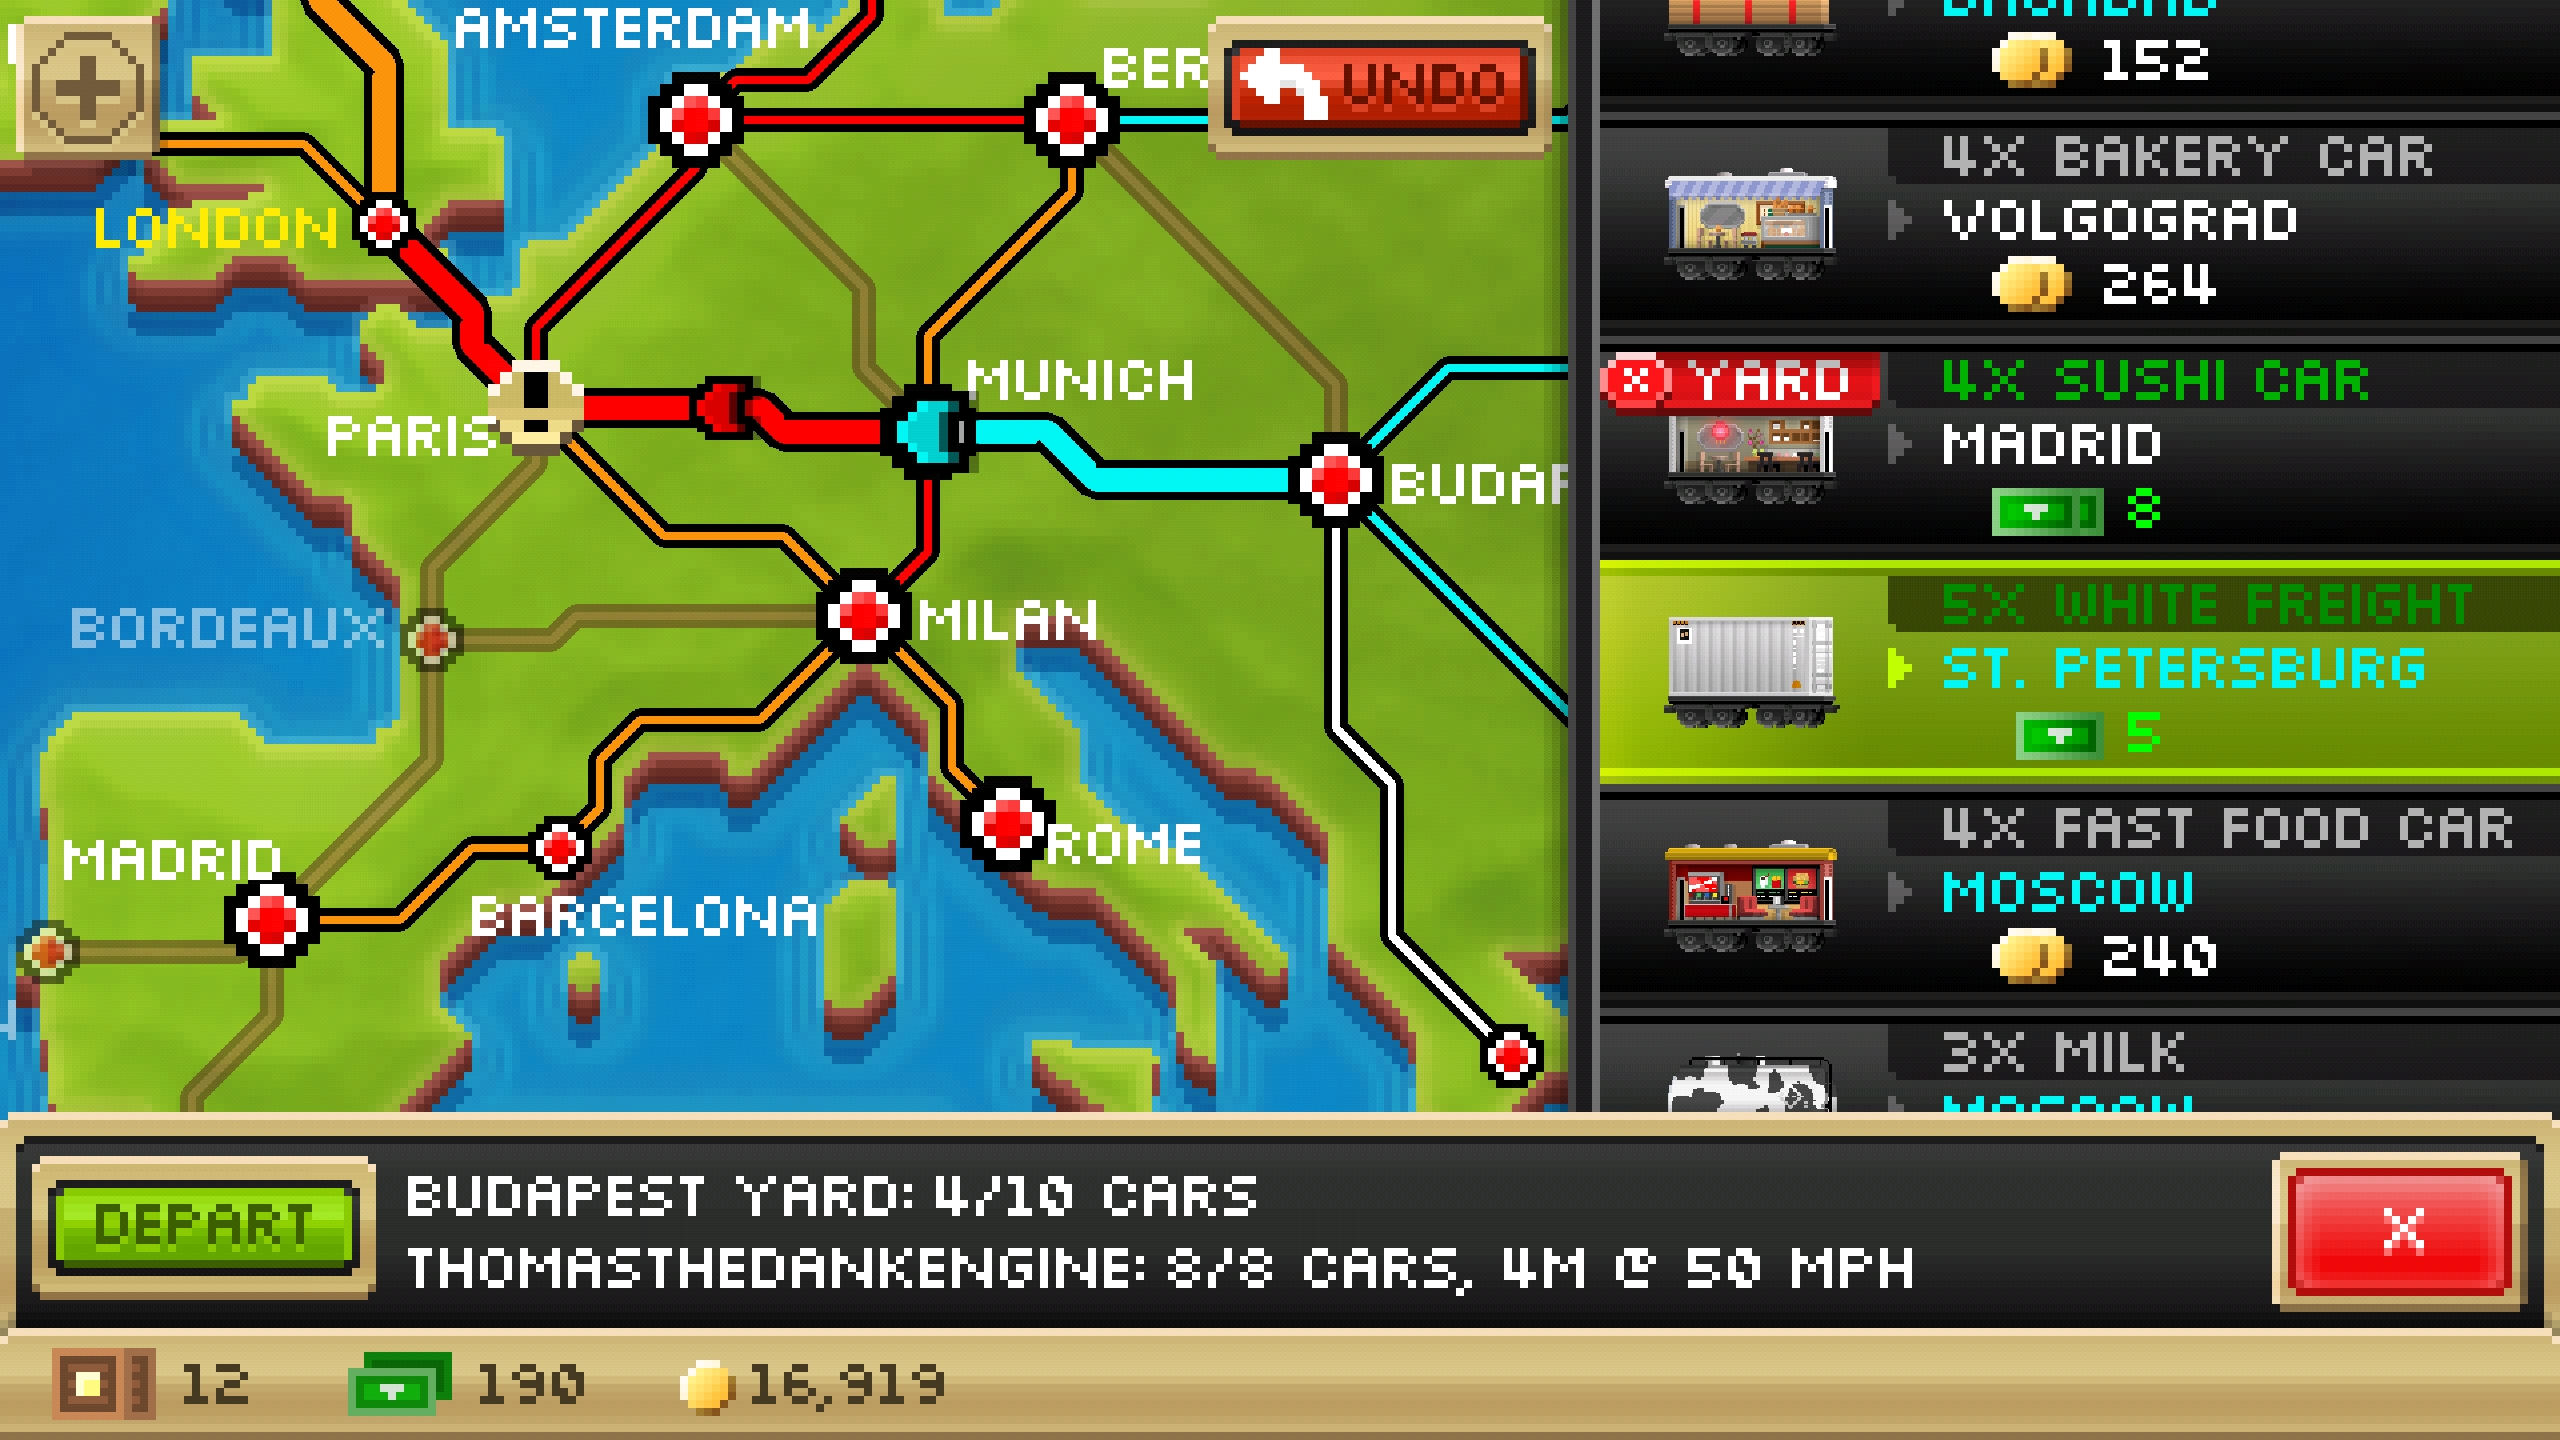 AMSTERDAM
BER
UNDO
LONDON
MUNICH
PARIS
BUDAP
BORDEAUX
MILAN
MADRID
ROME
BARCELONA
BAGHDAD
152
4X BAKERY CAR
VOLGOGRAD
264
X YARD
4X SUSHI CAR
MADRID
8
5X WHITE FREIGHT
ST. PETERSBURG
5
4X FAST FOOD CAR
MOSCOW
240
3X MILK
MOSCOW
DEPART
BUDAPEST YARD: 4/10 CARS
THOMASTHEDANKENGINE: 8/8 CARS, 4M @ 50 MPH
X
12
190
16,919